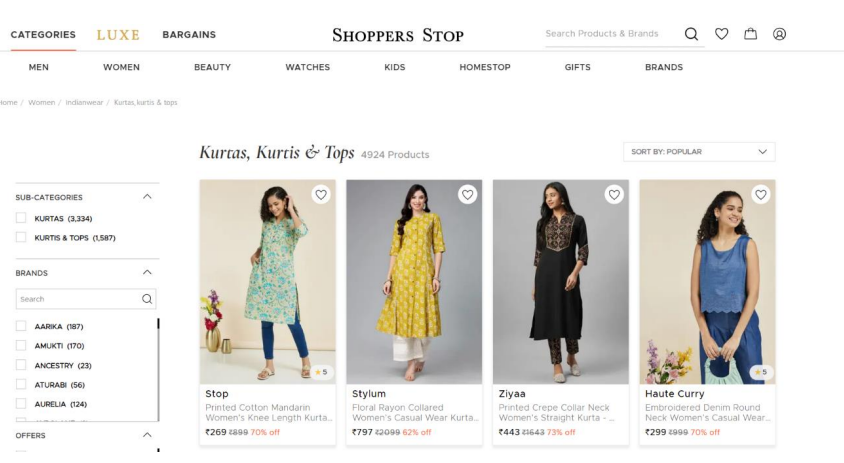 CATEGORIES LUXE BARGAINS SHOPPERS STOP Search Products & Brands
MEN WOMEN BEAUTY WATCHES KIDS HOMESTOP GIFTS BRANDS
Home / Women / Indianwear / Kurtas, kurtis & tops
Kurtas, Kurtis & Tops 4924 Products
SORT BY: POPULAR
SUB-CATEGORIES
KURTAS (3,334)
KURTIS & TOPS (1,587)
BRANDS
Search
AARIKA (187)
AMUKTI (170)
ANCESTRY (23)
ATURABI (56)
AURELIA (124)
OFFERS
5
Stop
Printed Cotton Mandarin
Women's Knee Length Kurta...
₹269 ₹899 70% off
Stylum
Floral Rayon Collared
Women's Casual Wear Kurta...
₹797 ₹2099 62% off
Ziyaa
Printed Crepe Collar Neck
Women's Straight Kurta - ...
₹443 ₹1643 73% off
5
Haute Curry
Embroidered Denim Round
Neck Women's Casual Wear...
₹299 ₹999 70% off